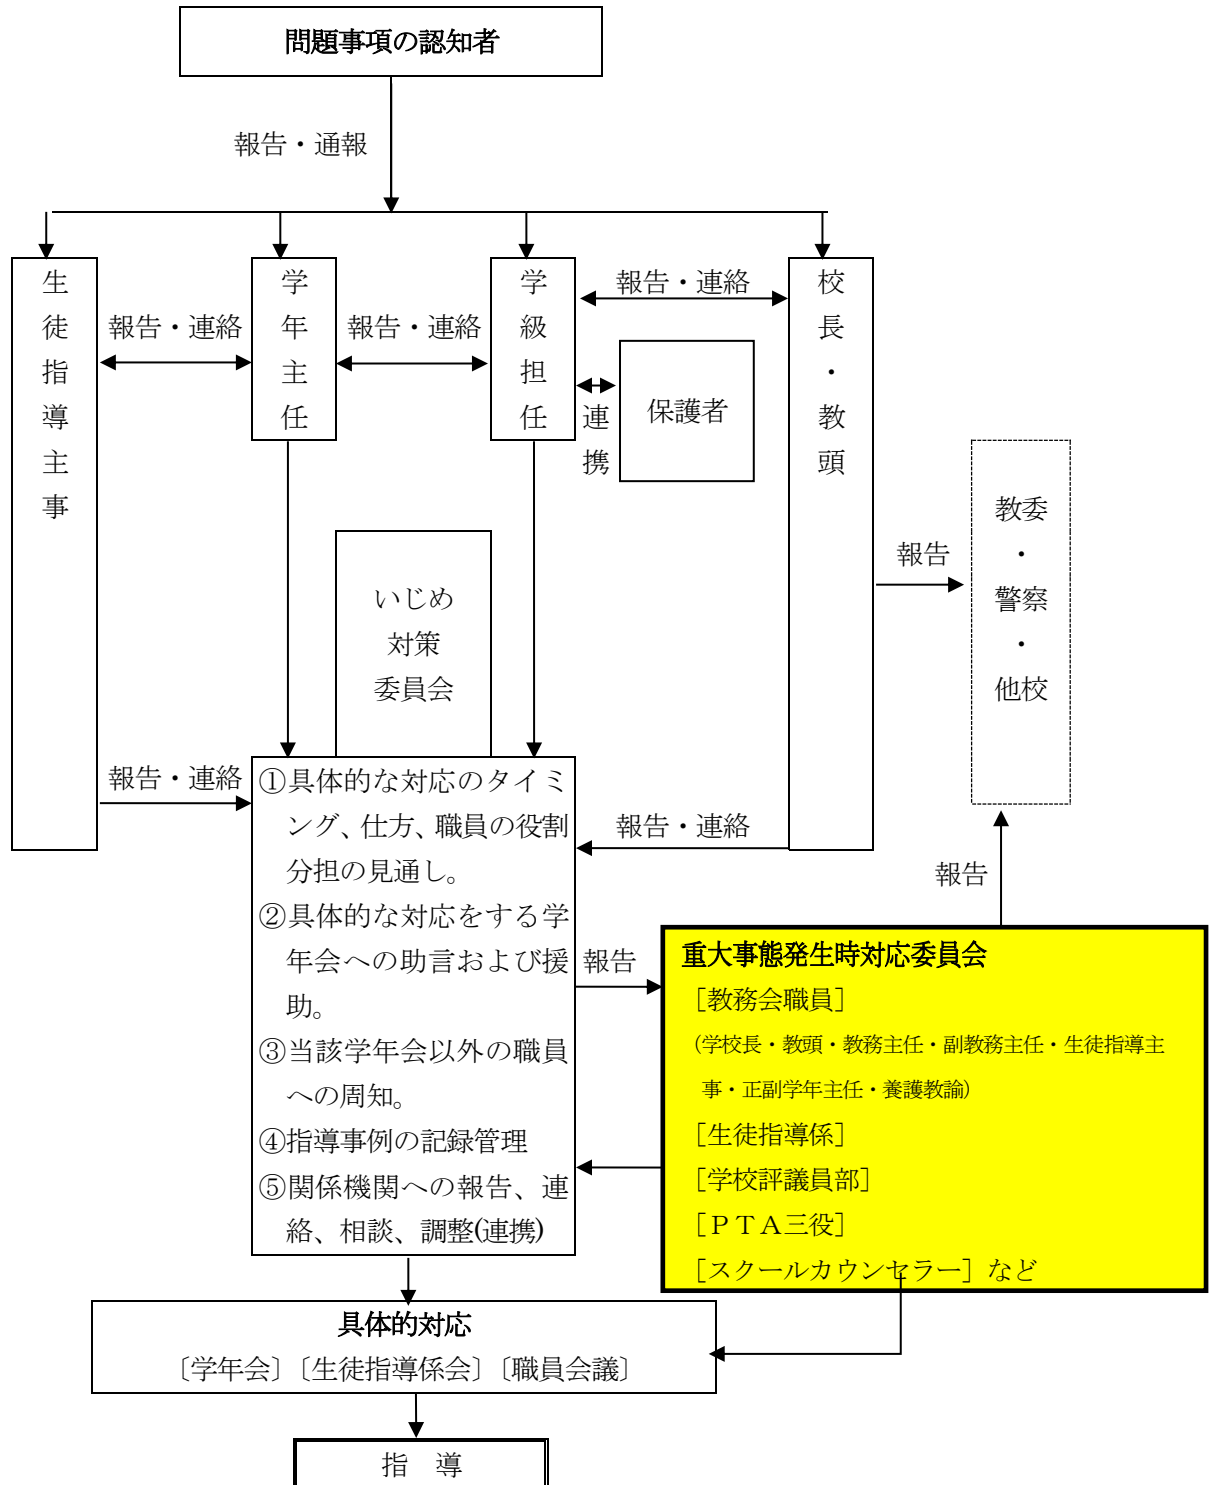 問題事項の認知者
報告・通報
生徒指導主事
報告・連絡
学年主任
報告・連絡
学級担任
報告・連絡
連携
保護者
校長・教頭
報告
教委
・
警察
・
他校
いじめ
対策
委員会
報告・連絡
①具体的な対応のタイミ
ング、仕方、職員の役割
分担の見通し。
②具体的な対応をする学
年会への助言および援
助。
③当該学年会以外の職員
への周知。
④指導事例の記録管理
⑤関係機関への報告、連
絡、相談、調整(連携)
報告・連絡
報告
報告
重大事態発生時対応委員会
［教務会職員］
（学校長・教頭・教務主任・副教務主任・生徒指導主
事・正副学年主任・養護教諭）
［生徒指導係］
［学校評議員部］
［ＰＴＡ三役］
［スクールカウンセラー］など
具体的対応
〔学年会〕〔生徒指導係会〕〔職員会議〕
指　導